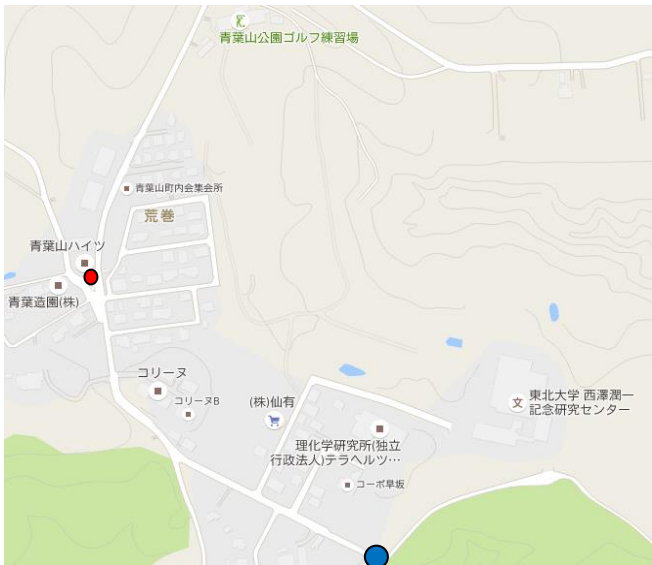 青葉山公園ゴルフ練習場
青葉山町内会集会所
荒巻
青葉山ハイツ
青葉造園(株)
コリーヌ
コリーヌB
(株)仙有
文
東北大学 西澤潤一
記念研究センター
理化学研究所(独立
行政法人)テラヘルツ…
コーポ早坂